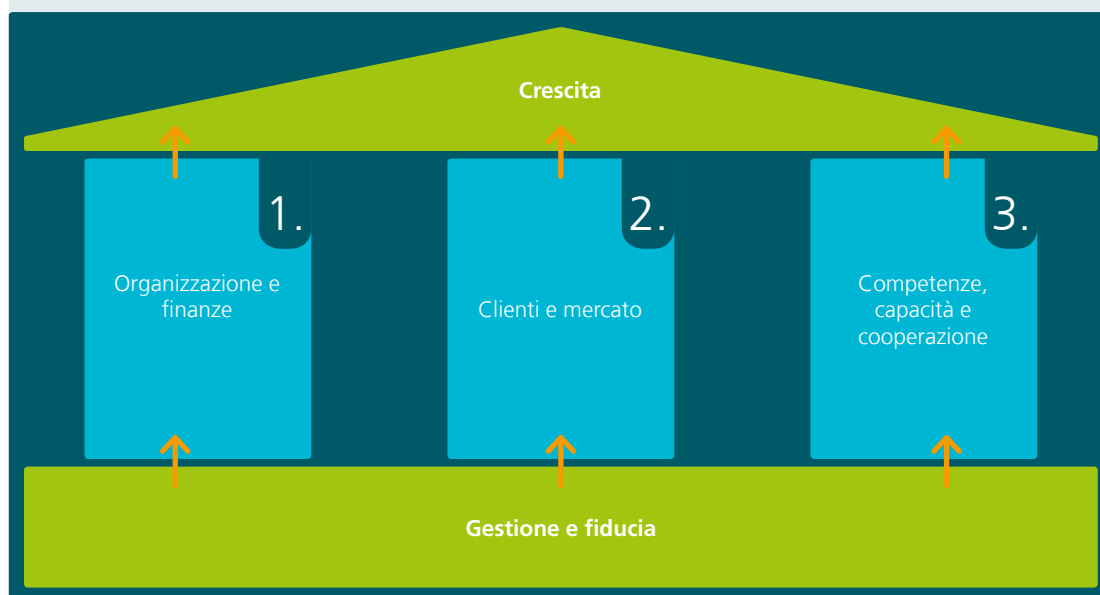 Crescita
1.
Organizzazione e
finanze
2.
Clienti e mercato
3.
Competenze,
capacità e
cooperazione
Gestione e fiducia